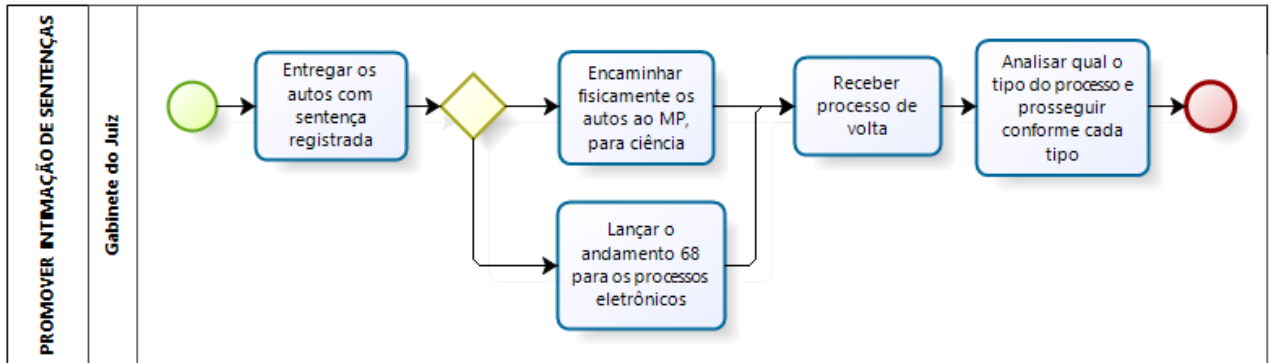 PROMOVER INTIMAÇÃO DE SENTENÇAS
Gabinete do Juiz
Entregar os
autos com
sentença
registrada
Encaminhar
fisicamente os
autos ao MP,
para ciência
Lançar o
andamento 68
para os processos
eletrônicos
Receber
processo de
volta
Analisar qual o
tipo do processo e
prosseguir
conforme cada
tipo